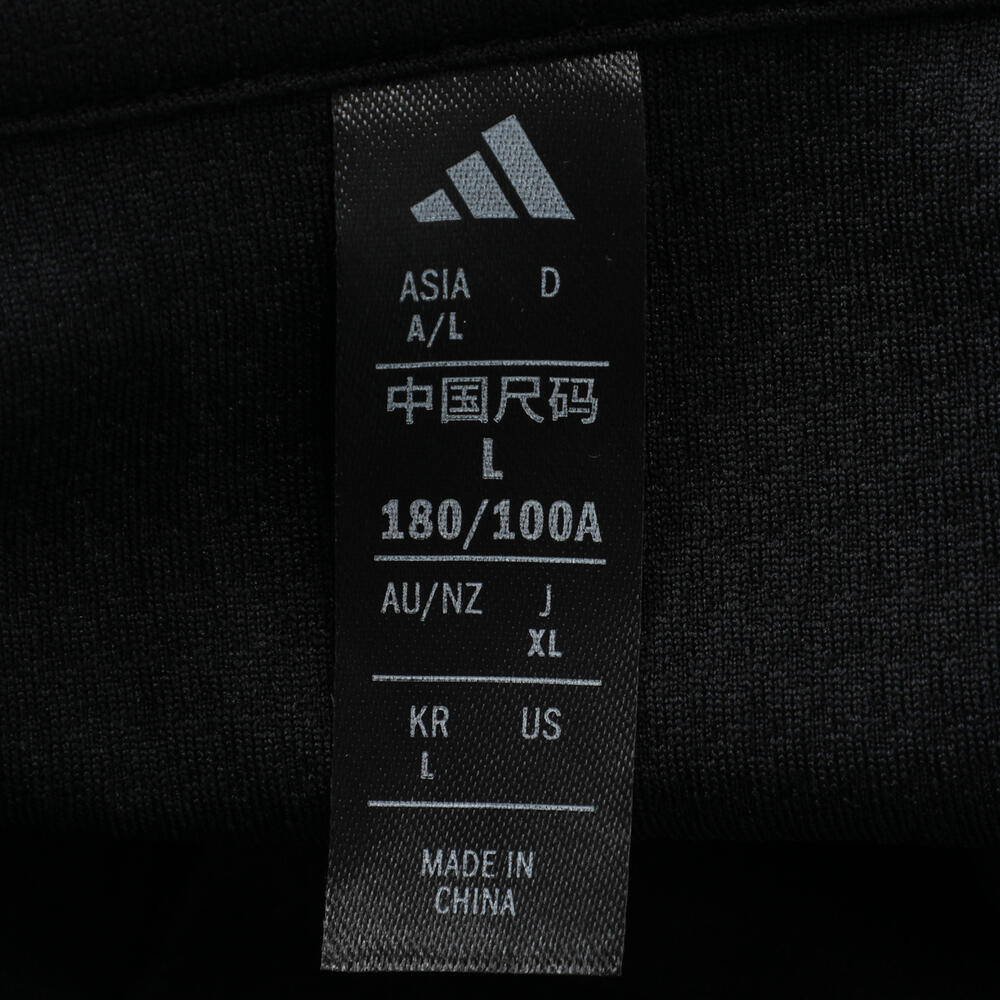 ASIA D
A/L
中国尺码
L
180/100A
AU/NZ J
XL
KR US
L
MADE IN
CHINA